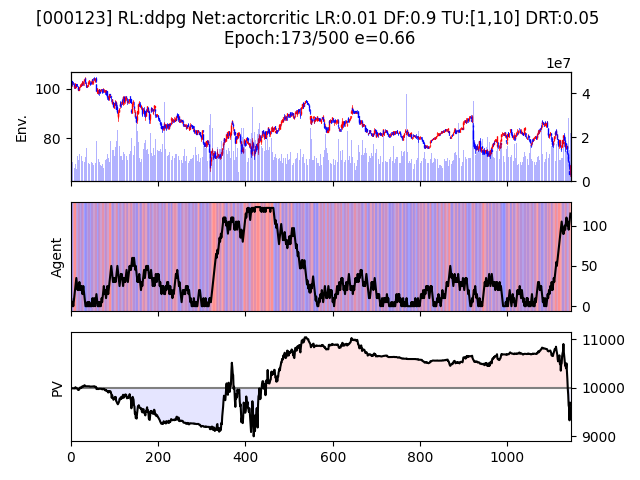 [000123] RL:ddpg Net:actorcritic LR:0.01 DF:0.9 TU:[1,10] DRT:0.05
Epoch:173/500 e=0.66
1e7
100
80
Env.
4
2
0
Agent
100
50
0
PV
11000
10000
9000
0
200
400
600
800
1000